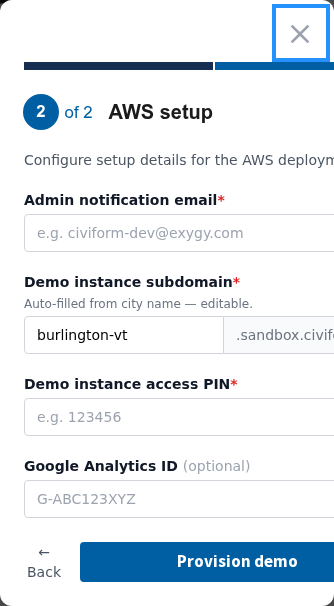 2 of 2 AWS setup
Configure setup details for the AWS
Admin notification email*
e.g. civiform-dev@exygy.com
Demo instance subdomain*
Auto-filled from city name — editable.
burlington-vt .sandbox.civif
Demo instance access PIN*
e.g. 123456
Google Analytics ID (optional)
G-ABC123XYZ
←
Back
Provision demo